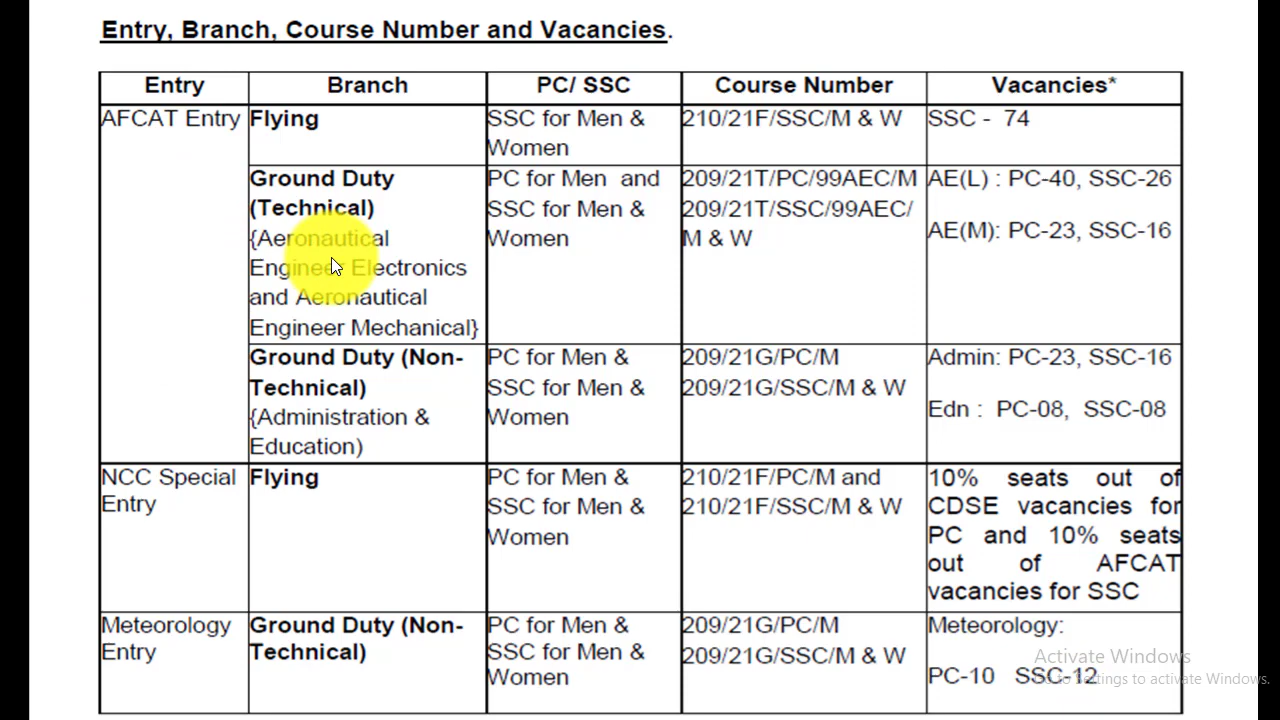 Entry, Branch, Course Number and Vacancies.
Entry Branch PC/ SSC Course Number Vacancies*
AFCAT Entry Flying SSC for Men & 210/21F/SSC/M & W SSC - 74
Women
Ground Duty PC for Men and 209/21T/PC/99AEC/M AE(L) : PC-40, SSC-26
(Technical) SSC for Men & 209/21T/SSC/99AEC/
{Aeronautical Women M & W AE(M): PC-23, SSC-16
Engineer Electronics
and Aeronautical
Engineer Mechanical}
Ground Duty (Non- PC for Men & 209/21G/PC/M Admin: PC-23, SSC-16
Technical) SSC for Men & 209/21G/SSC/M & W
{Administration & Women Edn : PC-08, SSC-08
Education)
NCC Special Flying PC for Men & 210/21F/PC/M and 10% seats out of
Entry SSC for Men & 210/21F/SSC/M & W CDSE vacancies for
Women PC and 10% seats
out of AFCAT
vacancies for SSC
Meteorology Ground Duty (Non- PC for Men & 209/21G/PC/M Meteorology:
Entry Technical) SSC for Men & 209/21G/SSC/M & W
Women PC-10 SSC-12
Activate Windows
Go to Settings to activate Windows.